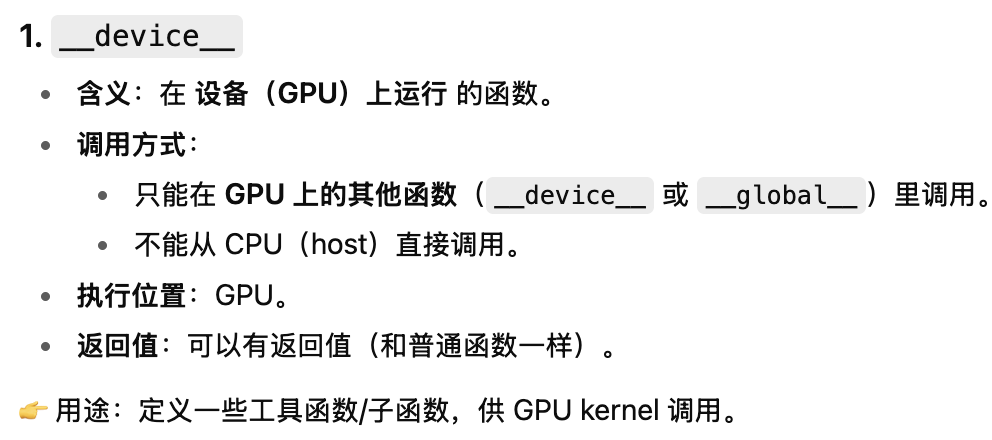 1. __device__
• 含义：在 设备（GPU）上运行 的函数。
• 调用方式：
• 只能在 GPU 上的其他函数（__device__ 或 __global__）里调用。
• 不能从 CPU（host）直接调用。
• 执行位置：GPU。
• 返回值：可以有返回值（和普通函数一样）。
👉 用途：定义一些工具函数/子函数，供 GPU kernel 调用。